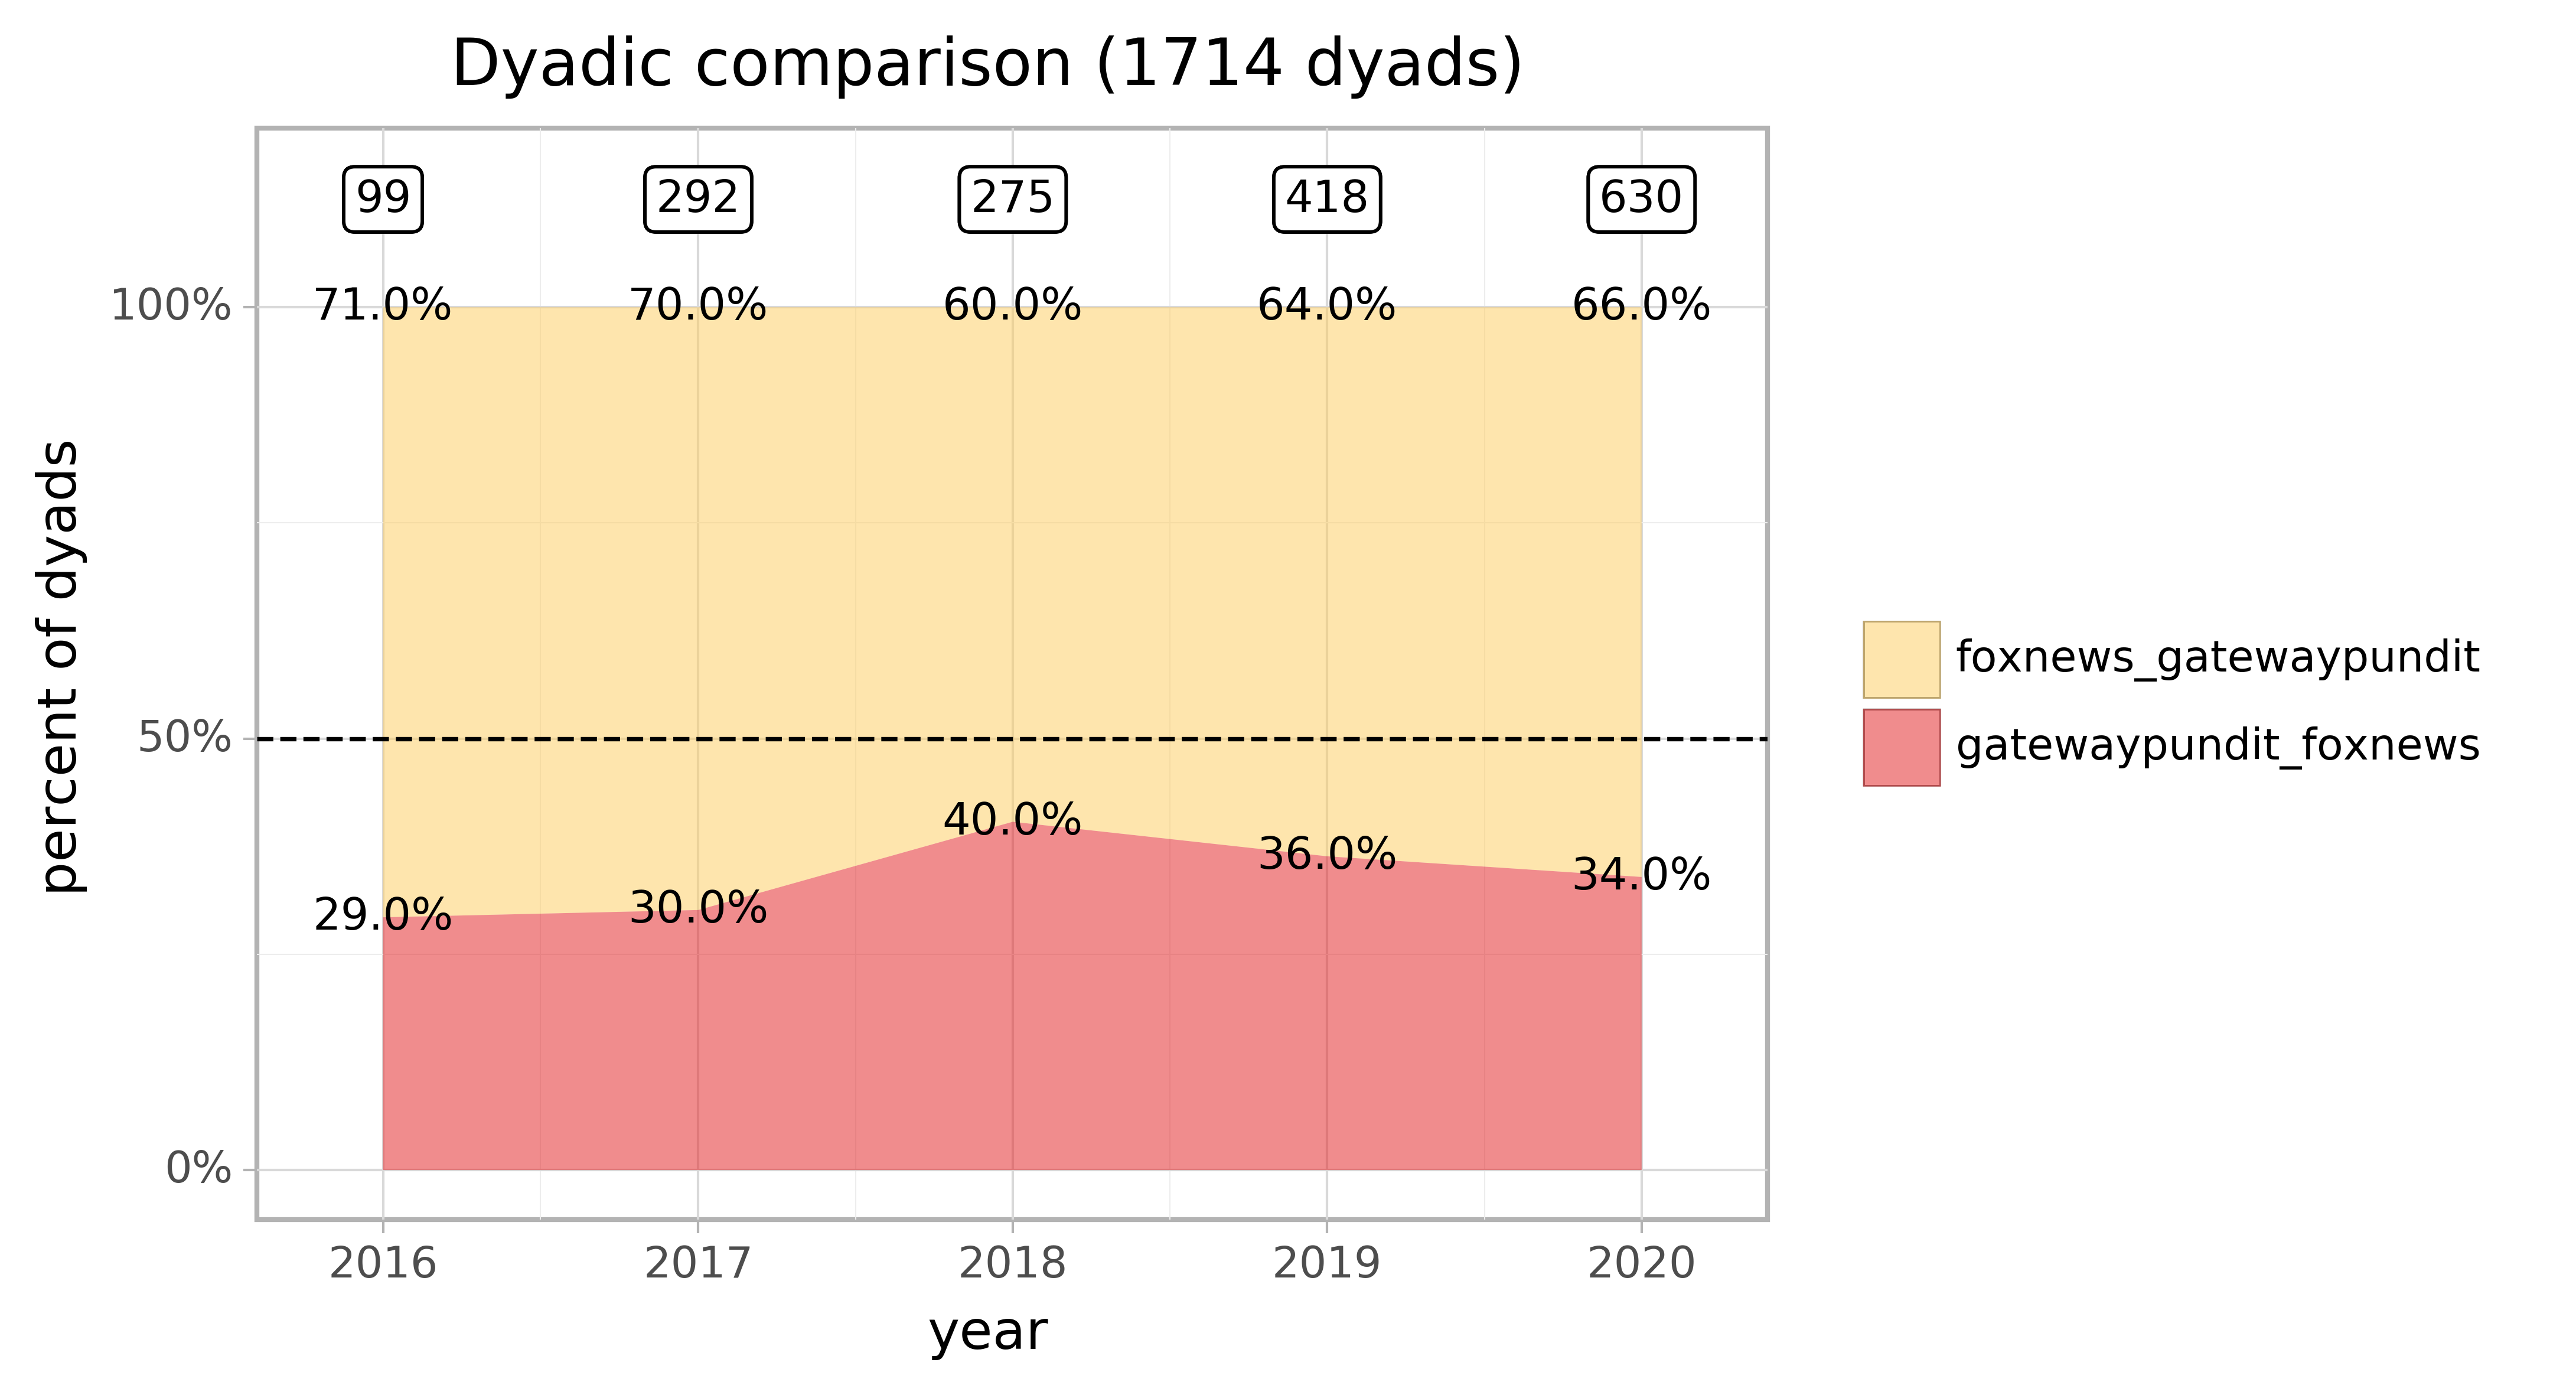 Dyadic comparison (1714 dyads)
99 292 275 418 630
100% 71.0% 70.0% 60.0% 64.0% 66.0%
percent of dyads
foxnews_gatewaypundit
50%
gatewaypundit_foxnews
29.0% 30.0% 40.0% 36.0% 34.0%
0%
2016 2017 2018 2019 2020
year